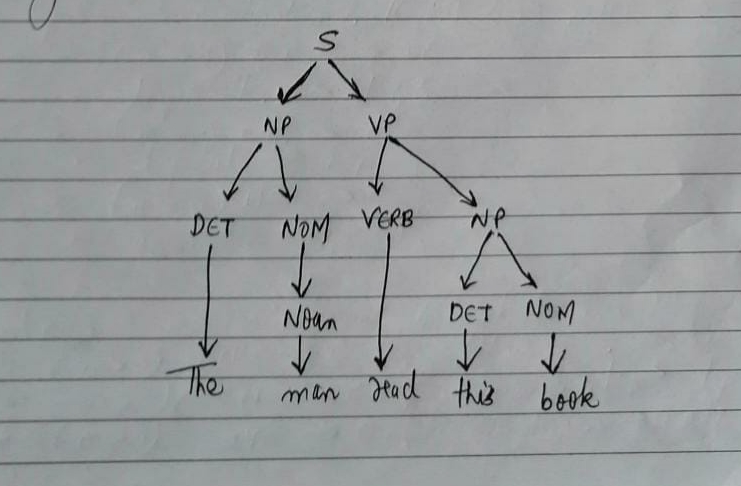 S
NP VP
DET NOM VERB NP
Noun DET NOM
The man read this book